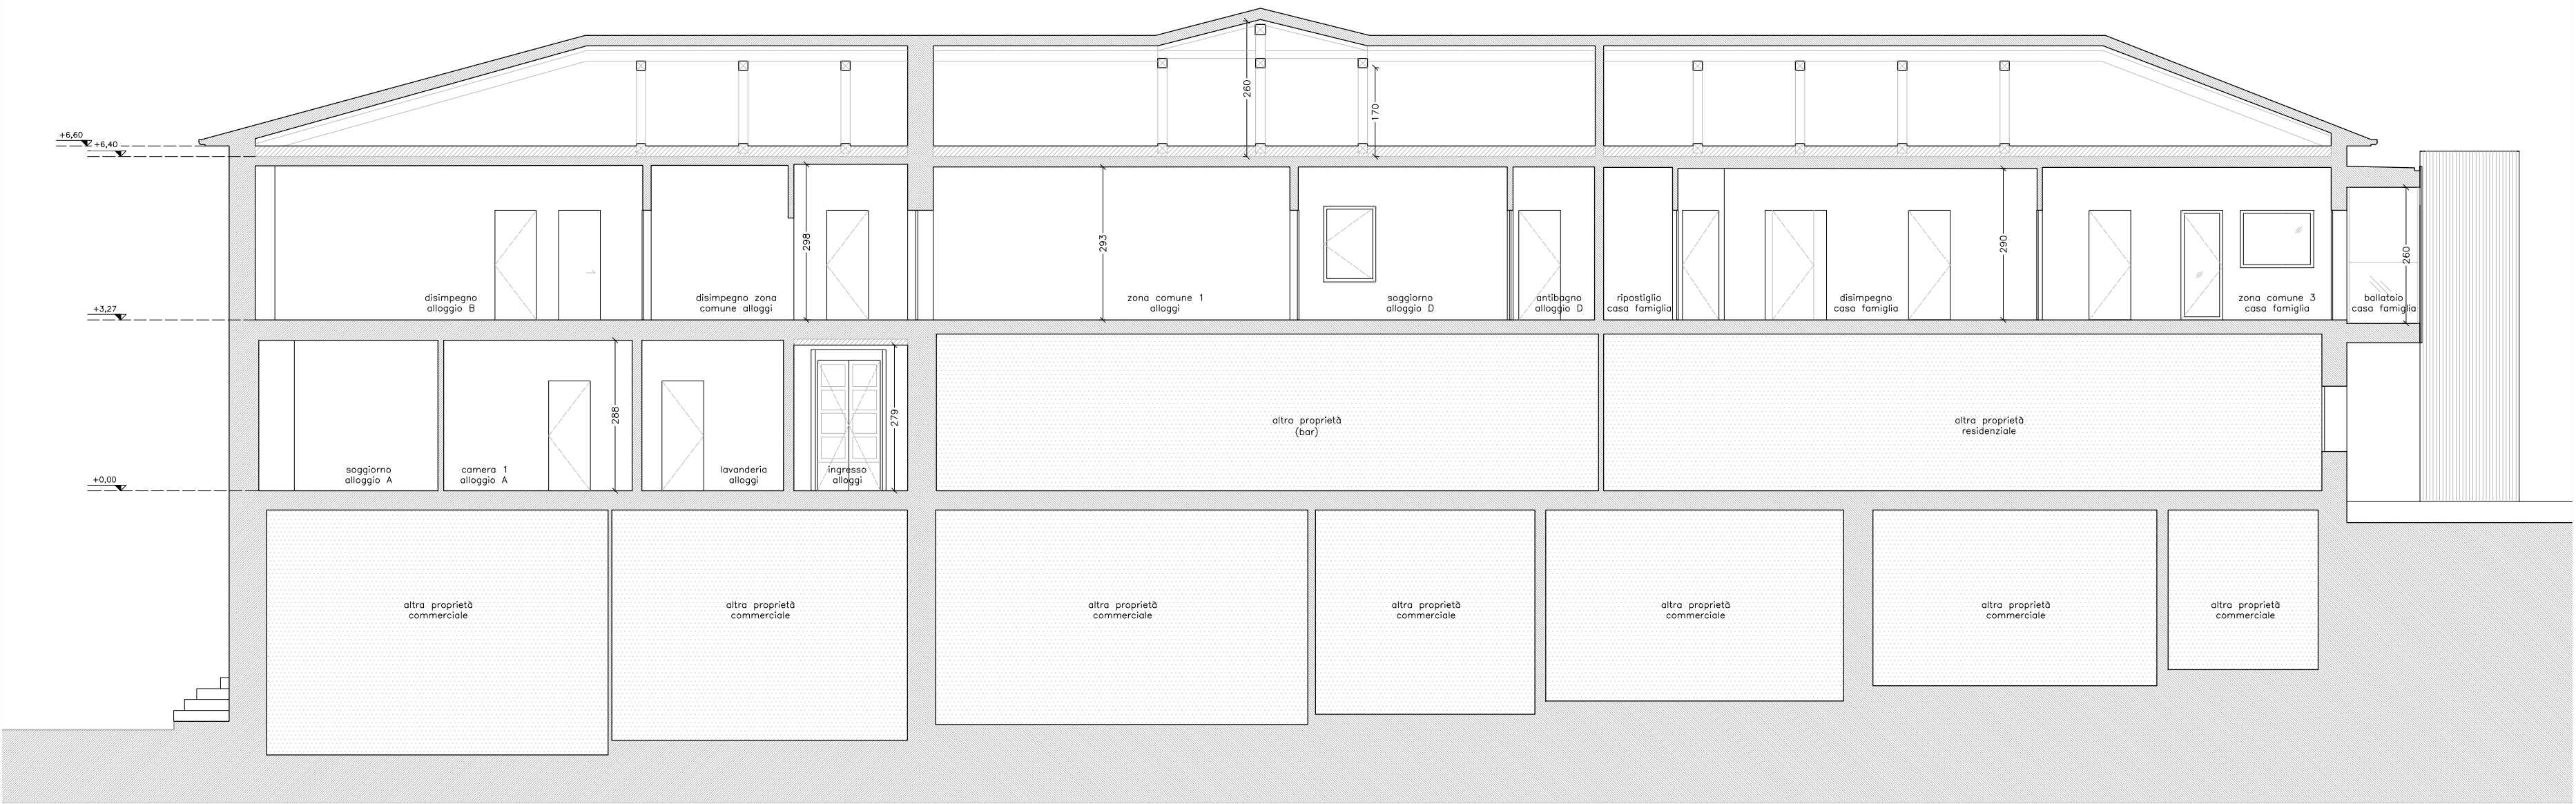 260
170
+6,60
+6,40
298
293
290
260
disimpegno
alloggio B
disimpegno zona
comune alloggi
zona comune 1
alloggi
soggiorno
alloggio D
antibagno
alloggio D
ripostiglio
casa famiglia
disimpegno
casa famiglia
zona comune 3
casa famiglia
ballatoio
casa famiglia
+3,27
288
279
altra proprietà
(bar)
altra proprietà
residenziale
soggiorno
alloggio A
camera 1
alloggio A
lavanderia
alloggi
ingresso
alloggi
+0,00
altra proprietà
commerciale
altra proprietà
commerciale
altra proprietà
commerciale
altra proprietà
commerciale
altra proprietà
commerciale
altra proprietà
commerciale
altra proprietà
commerciale